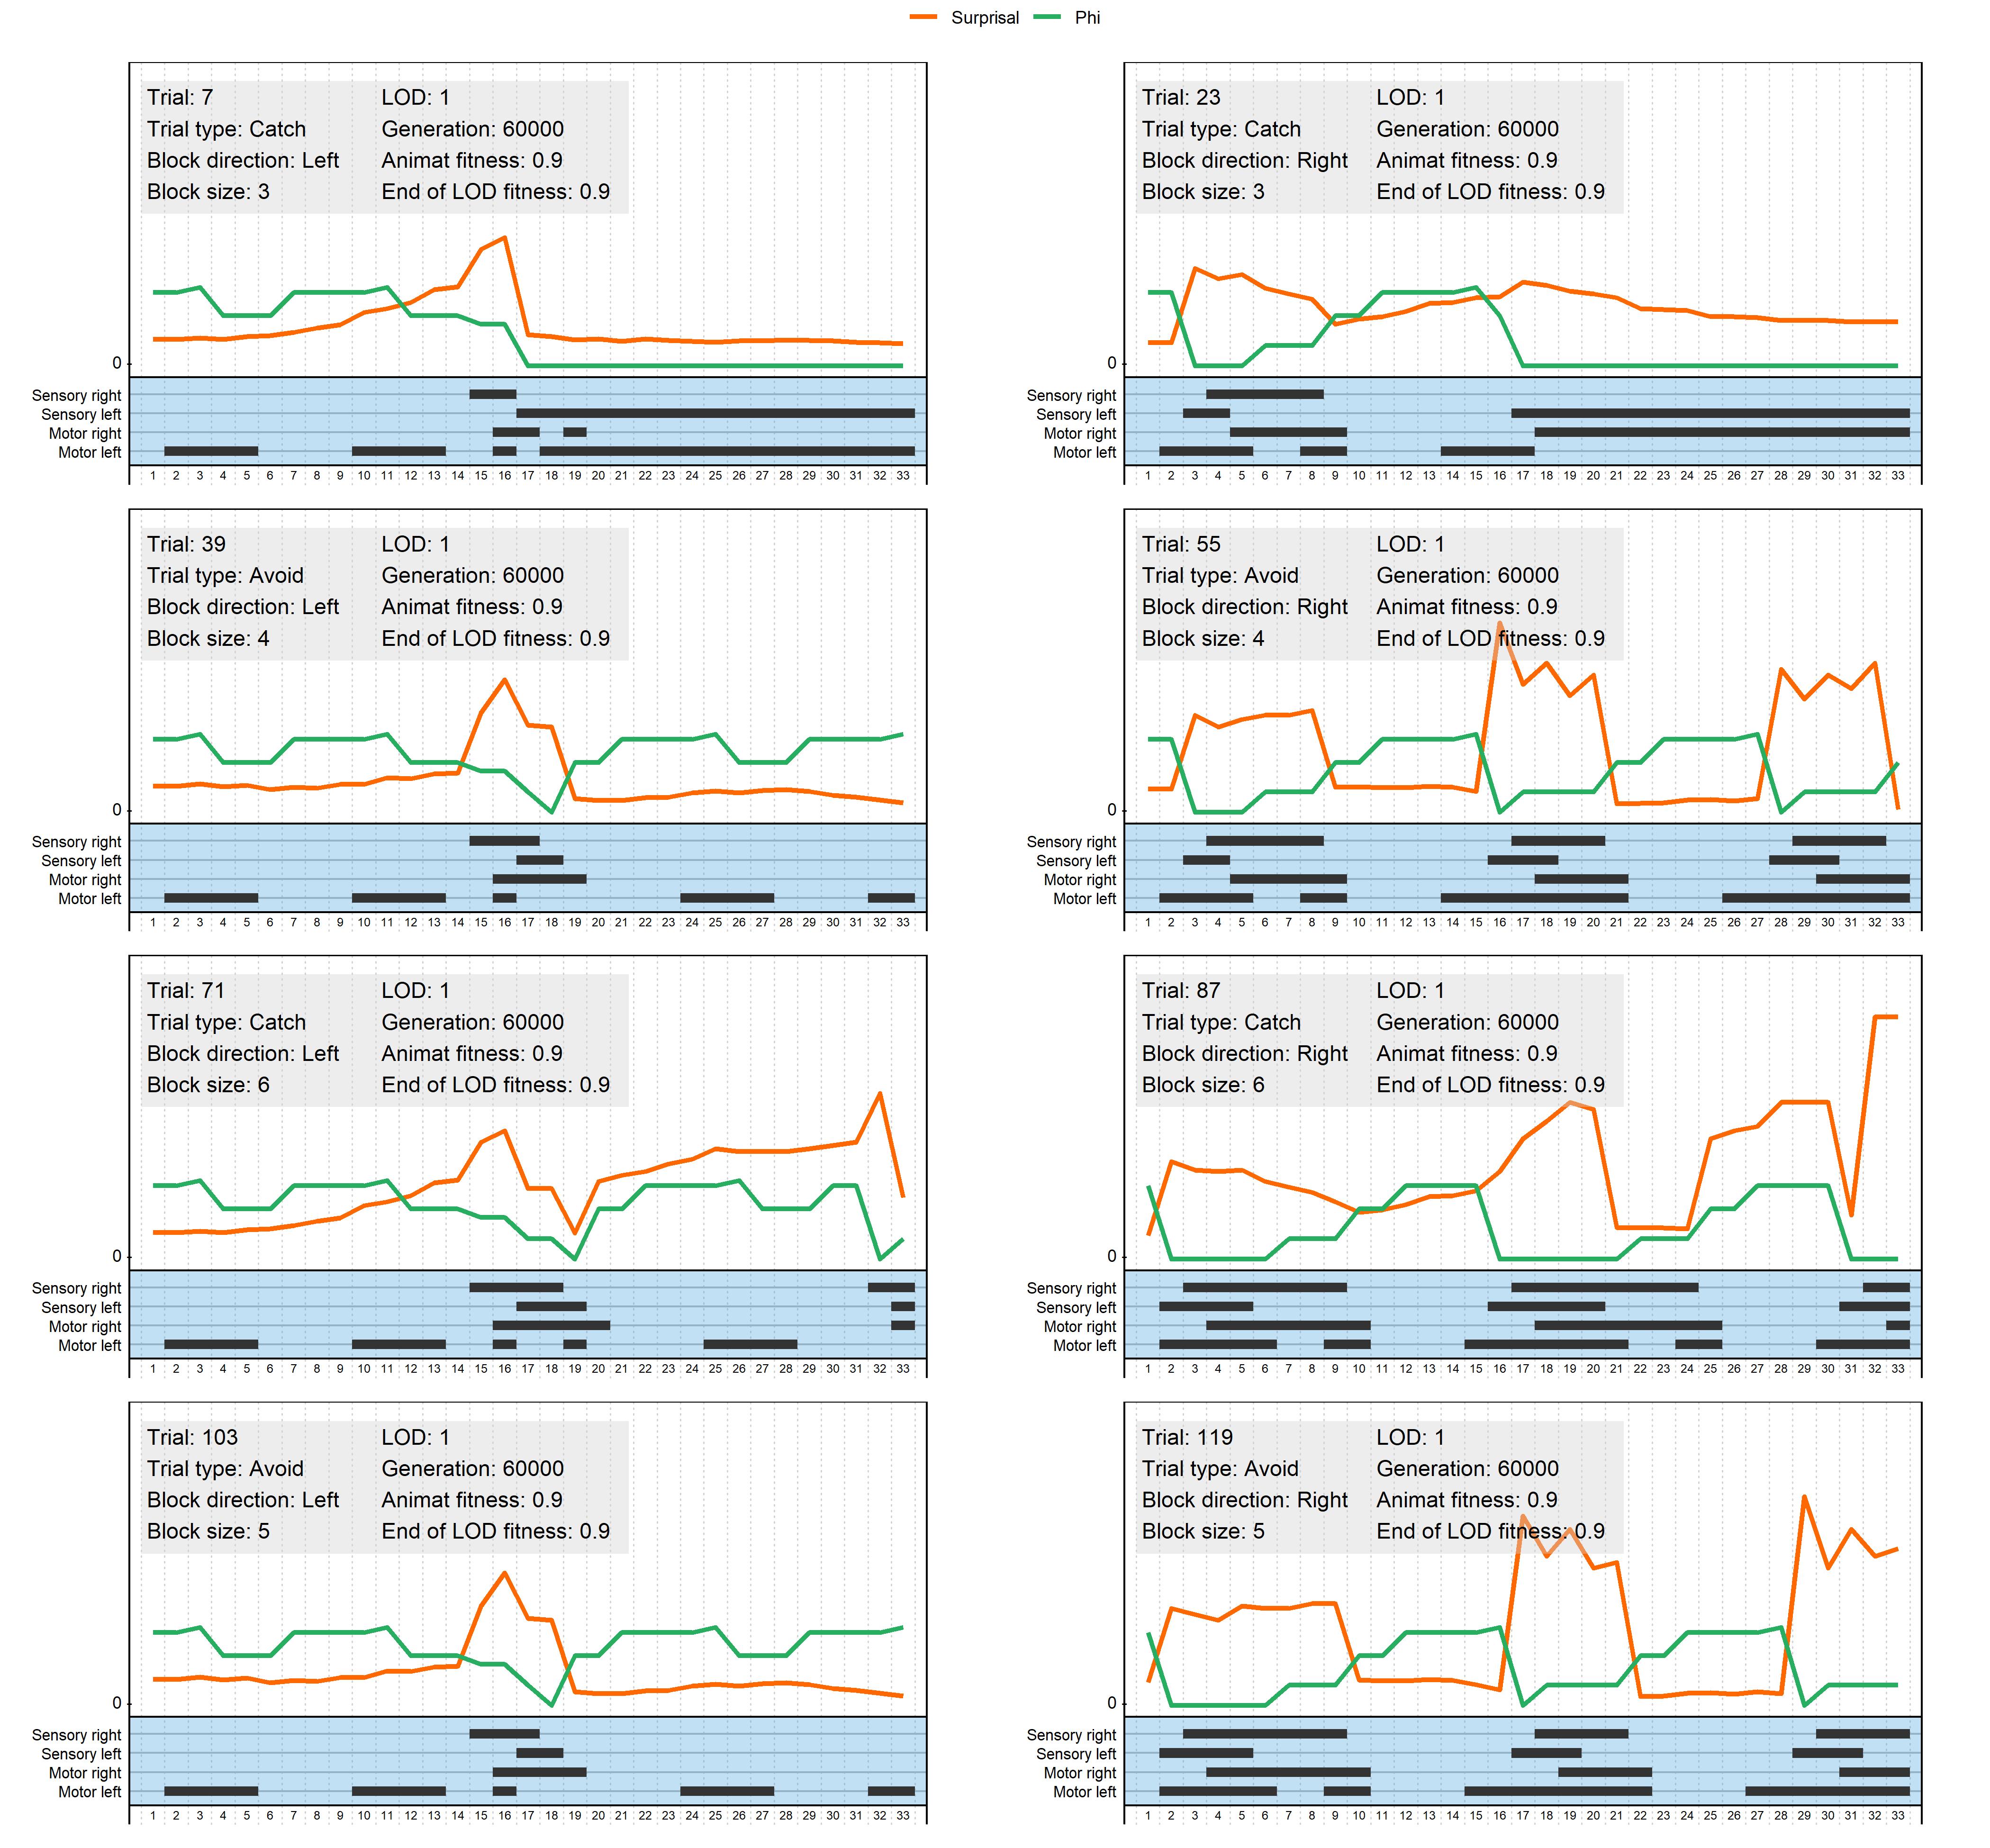 Surprisal Phi
Trial: 7 LOD: 1
Trial type: Catch Generation: 60000
Block direction: Left Animat fitness: 0.9
Block size: 3 End of LOD fitness: 0.9
0
Sensory right
Sensory left
Motor right
Motor left
1 2 3 4 5 6 7 8 9 10 11 12 13 14 15 16 17 18 19 20 21 22 23 24 25 26 27 28 29 30 31 32 33
Trial: 23 LOD: 1
Trial type: Catch Generation: 60000
Block direction: Right Animat fitness: 0.9
Block size: 3 End of LOD fitness: 0.9
0
Sensory right
Sensory left
Motor right
Motor left
1 2 3 4 5 6 7 8 9 10 11 12 13 14 15 16 17 18 19 20 21 22 23 24 25 26 27 28 29 30 31 32 33
Trial: 39 LOD: 1
Trial type: Avoid Generation: 60000
Block direction: Left Animat fitness: 0.9
Block size: 4 End of LOD fitness: 0.9
0
Sensory right
Sensory left
Motor right
Motor left
1 2 3 4 5 6 7 8 9 10 11 12 13 14 15 16 17 18 19 20 21 22 23 24 25 26 27 28 29 30 31 32 33
Trial: 55 LOD: 1
Trial type: Avoid Generation: 60000
Block direction: Right Animat fitness: 0.9
Block size: 4 End of LOD fitness: 0.9
0
Sensory right
Sensory left
Motor right
Motor left
1 2 3 4 5 6 7 8 9 10 11 12 13 14 15 16 17 18 19 20 21 22 23 24 25 26 27 28 29 30 31 32 33
Trial: 71 LOD: 1
Trial type: Catch Generation: 60000
Block direction: Left Animat fitness: 0.9
Block size: 6 End of LOD fitness: 0.9
0
Sensory right
Sensory left
Motor right
Motor left
1 2 3 4 5 6 7 8 9 10 11 12 13 14 15 16 17 18 19 20 21 22 23 24 25 26 27 28 29 30 31 32 33
Trial: 87 LOD: 1
Trial type: Catch Generation: 60000
Block direction: Right Animat fitness: 0.9
Block size: 6 End of LOD fitness: 0.9
0
Sensory right
Sensory left
Motor right
Motor left
1 2 3 4 5 6 7 8 9 10 11 12 13 14 15 16 17 18 19 20 21 22 23 24 25 26 27 28 29 30 31 32 33
Trial: 103 LOD: 1
Trial type: Avoid Generation: 60000
Block direction: Left Animat fitness: 0.9
Block size: 5 End of LOD fitness: 0.9
0
Sensory right
Sensory left
Motor right
Motor left
1 2 3 4 5 6 7 8 9 10 11 12 13 14 15 16 17 18 19 20 21 22 23 24 25 26 27 28 29 30 31 32 33
Trial: 119 LOD: 1
Trial type: Avoid Generation: 60000
Block direction: Right Animat fitness: 0.9
Block size: 5 End of LOD fitness: 0.9
0
Sensory right
Sensory left
Motor right
Motor left
1 2 3 4 5 6 7 8 9 10 11 12 13 14 15 16 17 18 19 20 21 22 23 24 25 26 27 28 29 30 31 32 33